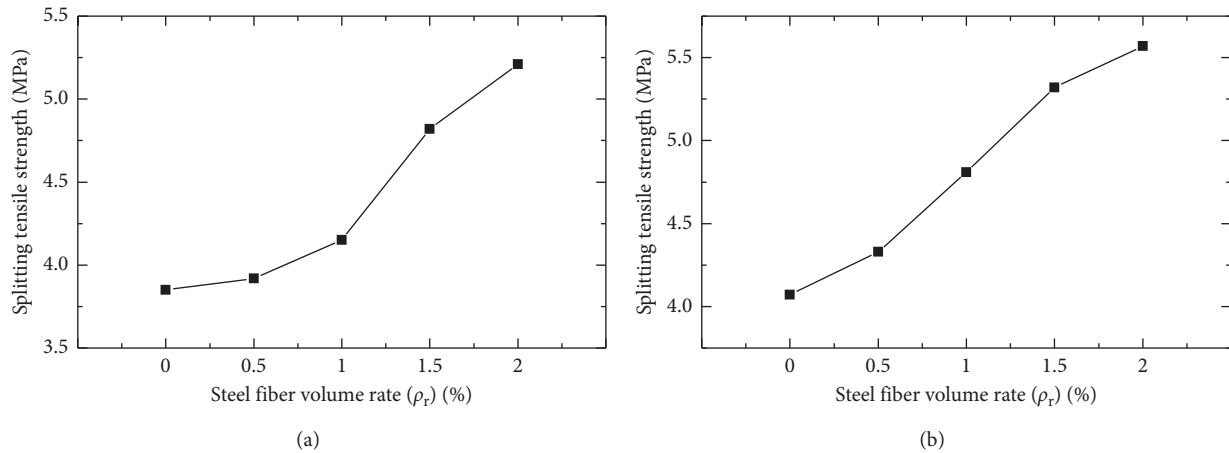 5.5
5.0
4.5
4.0
3.5
Splitting tensile strength (MPa)
0 0.5 1 1.5 2
Steel fiber volume rate (ρr) (%)
(a)
5.5
5.0
4.5
4.0
Splitting tensile strength (MPa)
0 0.5 1 1.5 2
Steel fiber volume rate (ρr) (%)
(b)